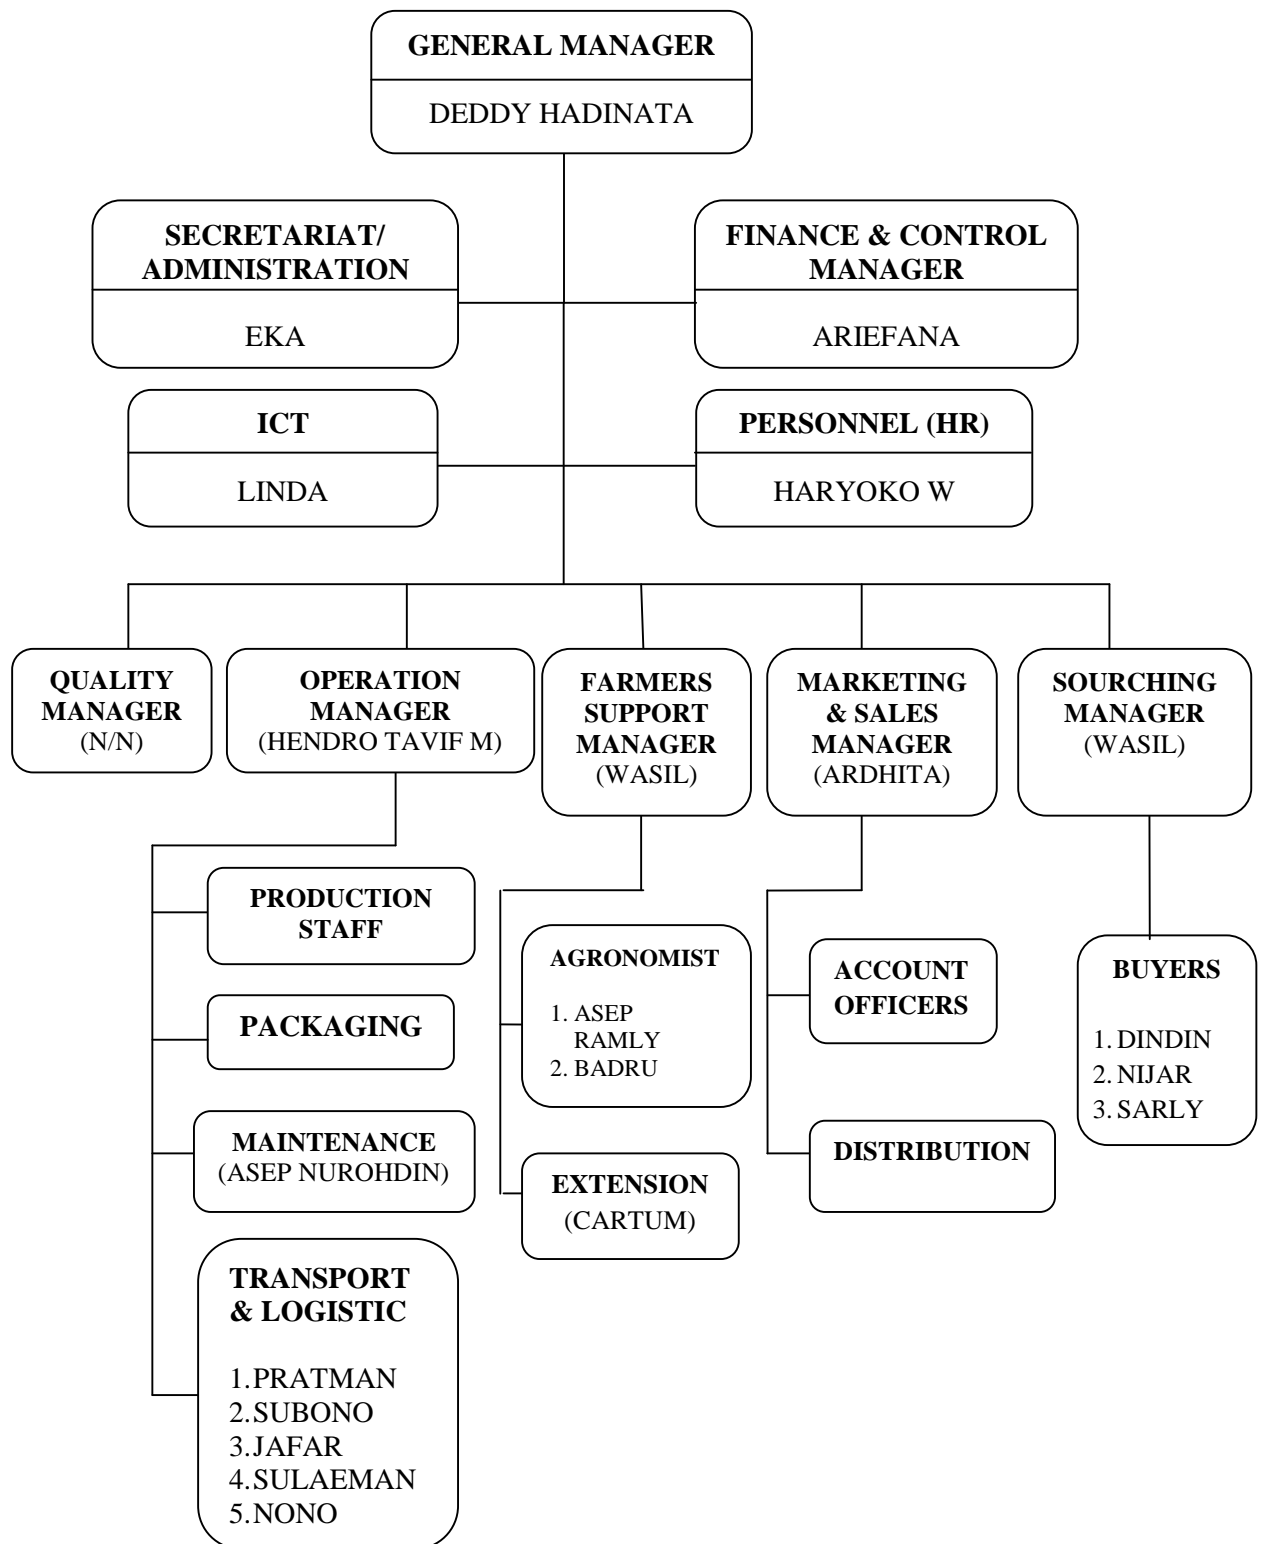 GENERAL MANAGER
DEDDY HADINATA
SECRETARIAT/
ADMINISTRATION
EKA
FINANCE & CONTROL
MANAGER
ARIEFANA
ICT
LINDA
PERSONNEL (HR)
HARYOKO W
QUALITY
MANAGER
(N/N)
OPERATION
MANAGER
(HENDRO TAVIF M)
FARMERS
SUPPORT
MANAGER
(WASIL)
MARKETING
& SALES
MANAGER
(ARDHITA)
SOURCHING
MANAGER
(WASIL)
PRODUCTION
STAFF
PACKAGING
MAINTENANCE
(ASEP NUROHDIN)
TRANSPORT
& LOGISTIC
1. PRATMAN
2. SUBONO
3. JAFAR
4. SULAEMAN
5. NONO
AGRONOMIST
1. ASEP
RAMLY
2. BADRU
EXTENSION
(CARTUM)
ACCOUNT
OFFICERS
DISTRIBUTION
BUYERS
1. DINDIN
2. NIJAR
3. SARLY